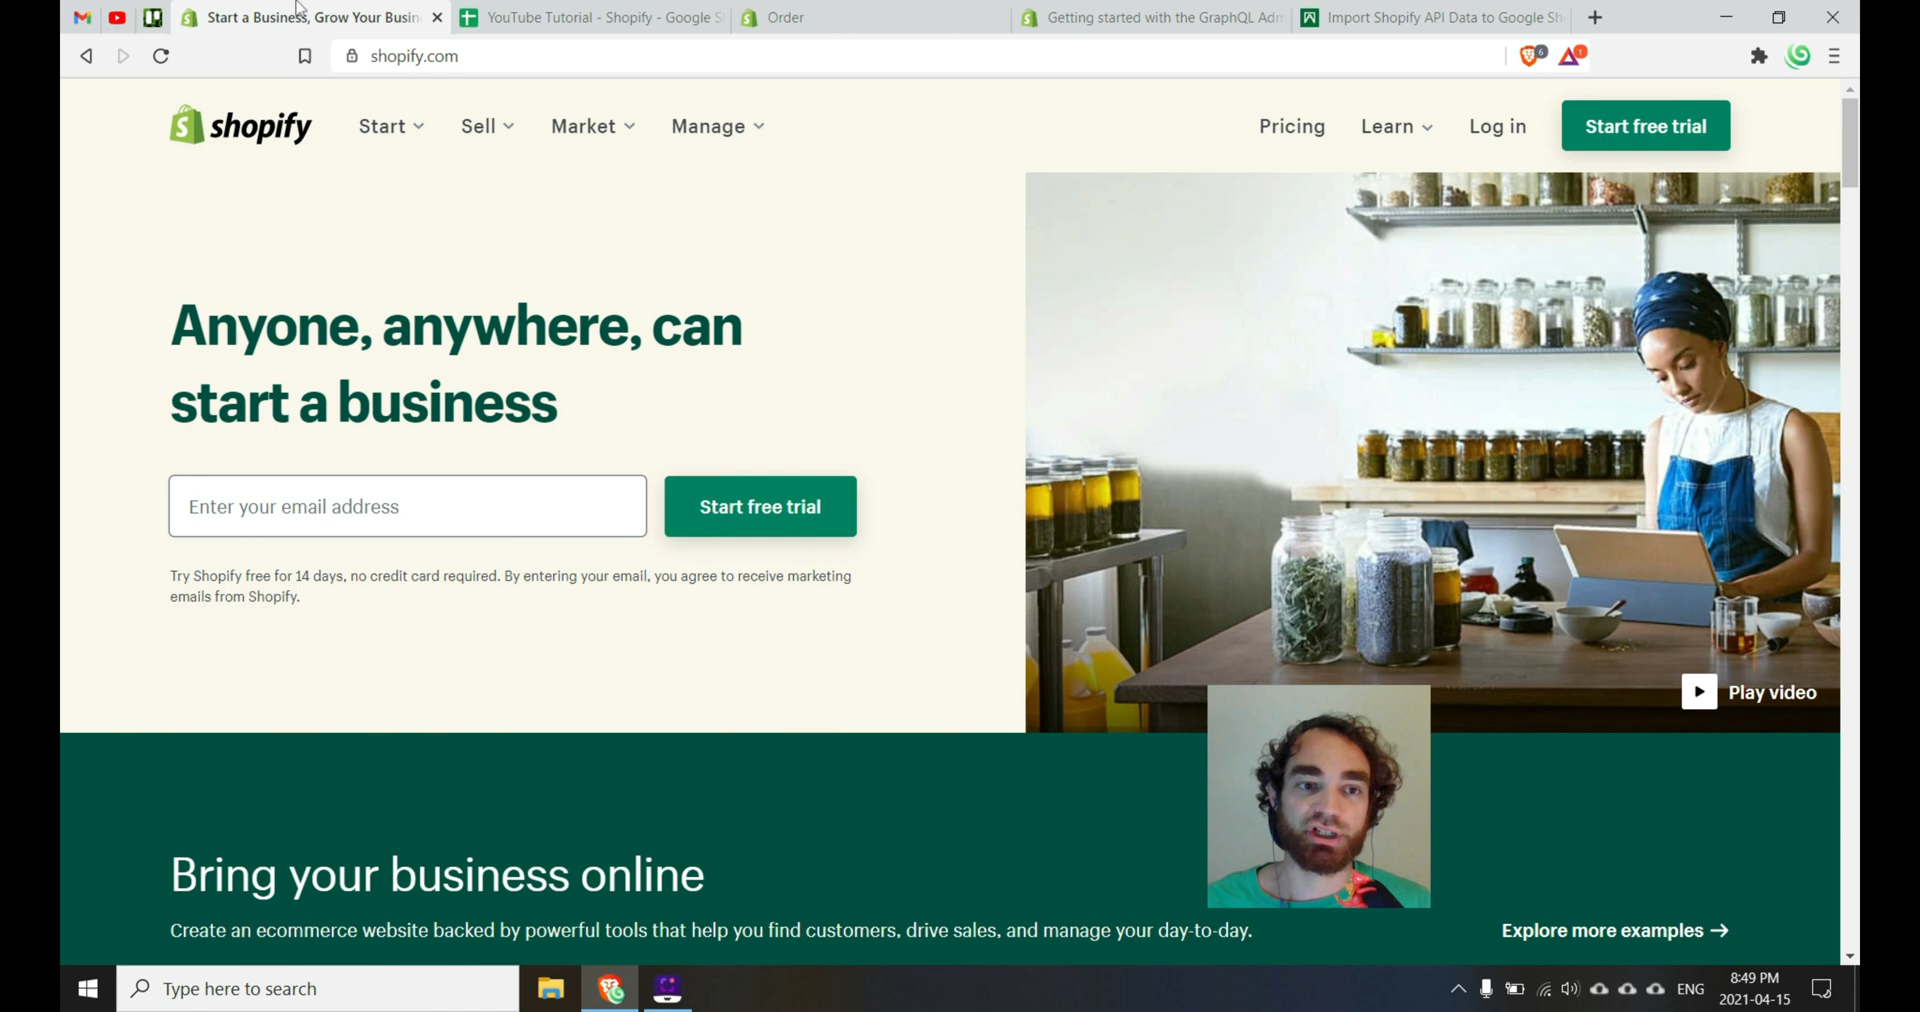 Start a Business, Grow Your Busin
YouTube Tutorial - Shopify - Google S
Order
Getting started with the GraphQL Adm
Import Shopify API Data to Google Sh
shopify.com
6
1
shopify
Start
Sell
Market
Manage
Pricing
Learn
Log in
Start free trial
Anyone, anywhere, can
start a business
Enter your email address
Start free trial
Try Shopify free for 14 days, no credit card required. By entering your email, you agree to receive marketing
emails from Shopify.
Play video
Bring your business online
Create an ecommerce website backed by powerful tools that help you find customers, drive sales, and manage your day-to-day.
Explore more examples →
Type here to search
ENG
8:49 PM
2021-04-15